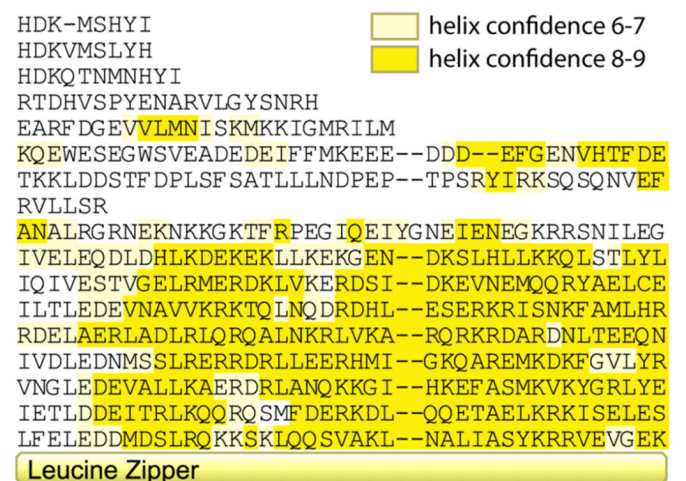 HDK-MSHYI
helix confidence 6-7
HDKVMSLYH
helix confidence 8-9
HDKQTNMNHYI
RTDHVSPYENARVLGYSNRH
EARFDGEVVLMNISKMKKIGMRILM
KQEWESEGWSVEADEDEIFFMKEEE--DDD--EFGENVHTFDE
TKKLDDSTFDPLSFSATLLLNDPEP--TPSRYIRKSQSQNVEF
RVLLSR
ANALRGRNEKNKKGKTFRPEGIQEIYGNEIENEGKRRSNILEG
IVELEQDLDHLKDEKEKLLKEKGEN--DKSLHLLKKQLSTLYL
IQIVESTVGELRMERDKLVKERDSI--DKEVNEMQQRYAELCE
ILTLEDEVNAVVKRKTQLNQDRDHL--ESERKRISNKFAMLHR
RDELAERLADLRLQRQALNKRLVKA--RQRKRDARDNLTEEQN
IVDLEDNMSSLRERRDRLLEERHMI--GKQAREMKDKFGVLYR
VNGLEDEVALLKAERDRLANQKKGI--HKEFASMKVKYGRLYE
IETLDDEITRLKQQRQSMFDERKDL--QQETAELKRKISELES
LFELEDDMDSLRQKKSKLQQSVAKL--NALIASYKRRVEVGEK
Leucine Zipper